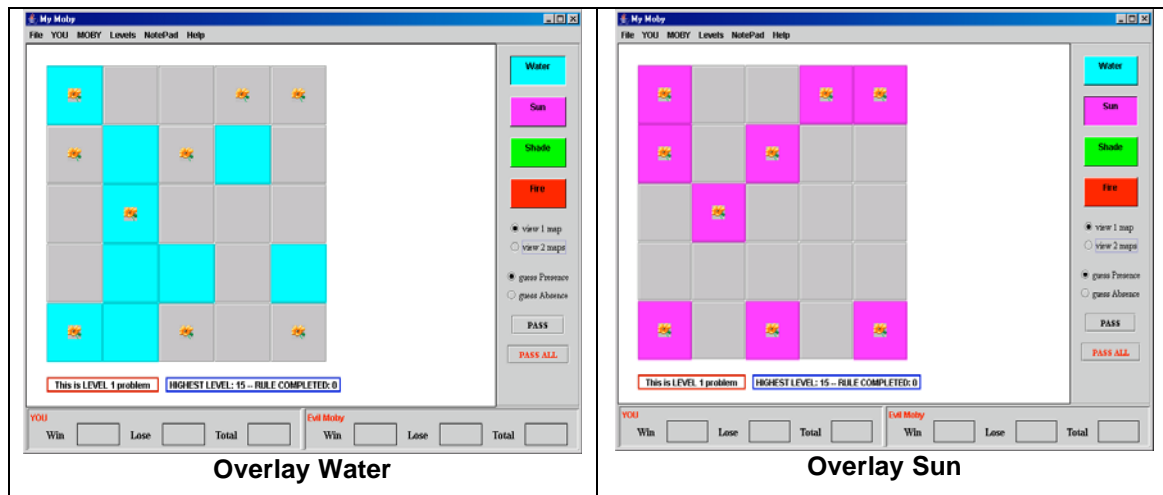 My Moby
File YOU MOBY Levels NotePad Help
Water
Sun
Shade
Fire
view 1 map
view 2 maps
guess Presence
guess Absence
PASS
PASS ALL
This is LEVEL 1 problem HIGHEST LEVEL: 15 -- RULE COMPLETED: 0
YOU Evil Moby
Win Lose Total Win Lose Total
Overlay Water
My Moby
File YOU MOBY Levels NotePad Help
Water
Sun
Shade
Fire
view 1 map
view 2 maps
guess Presence
guess Absence
PASS
PASS ALL
This is LEVEL 1 problem HIGHEST LEVEL: 15 -- RULE COMPLETED: 0
YOU Evil Moby
Win Lose Total Win Lose Total
Overlay Sun